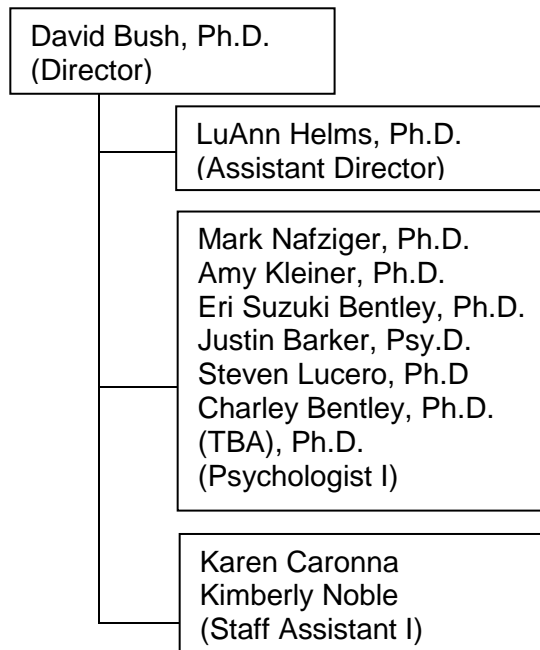 David Bush, Ph.D.
(Director)
LuAnn Helms, Ph.D.
(Assistant Director)
Mark Nafziger, Ph.D.
Amy Kleiner, Ph.D.
Eri Suzuki Bentley, Ph.D.
Justin Barker, Psy.D.
Steven Lucero, Ph.D
Charley Bentley, Ph.D.
(TBA), Ph.D.
(Psychologist I)
Karen Caronna
Kimberly Noble
(Staff Assistant I)